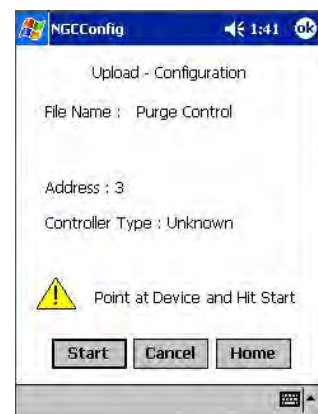 NGCConfig 1:41 ok
Upload - Configuration
File Name : Purge Control
Address : 3
Controller Type : Unknown
Point at Device and Hit Start
Start Cancel Home